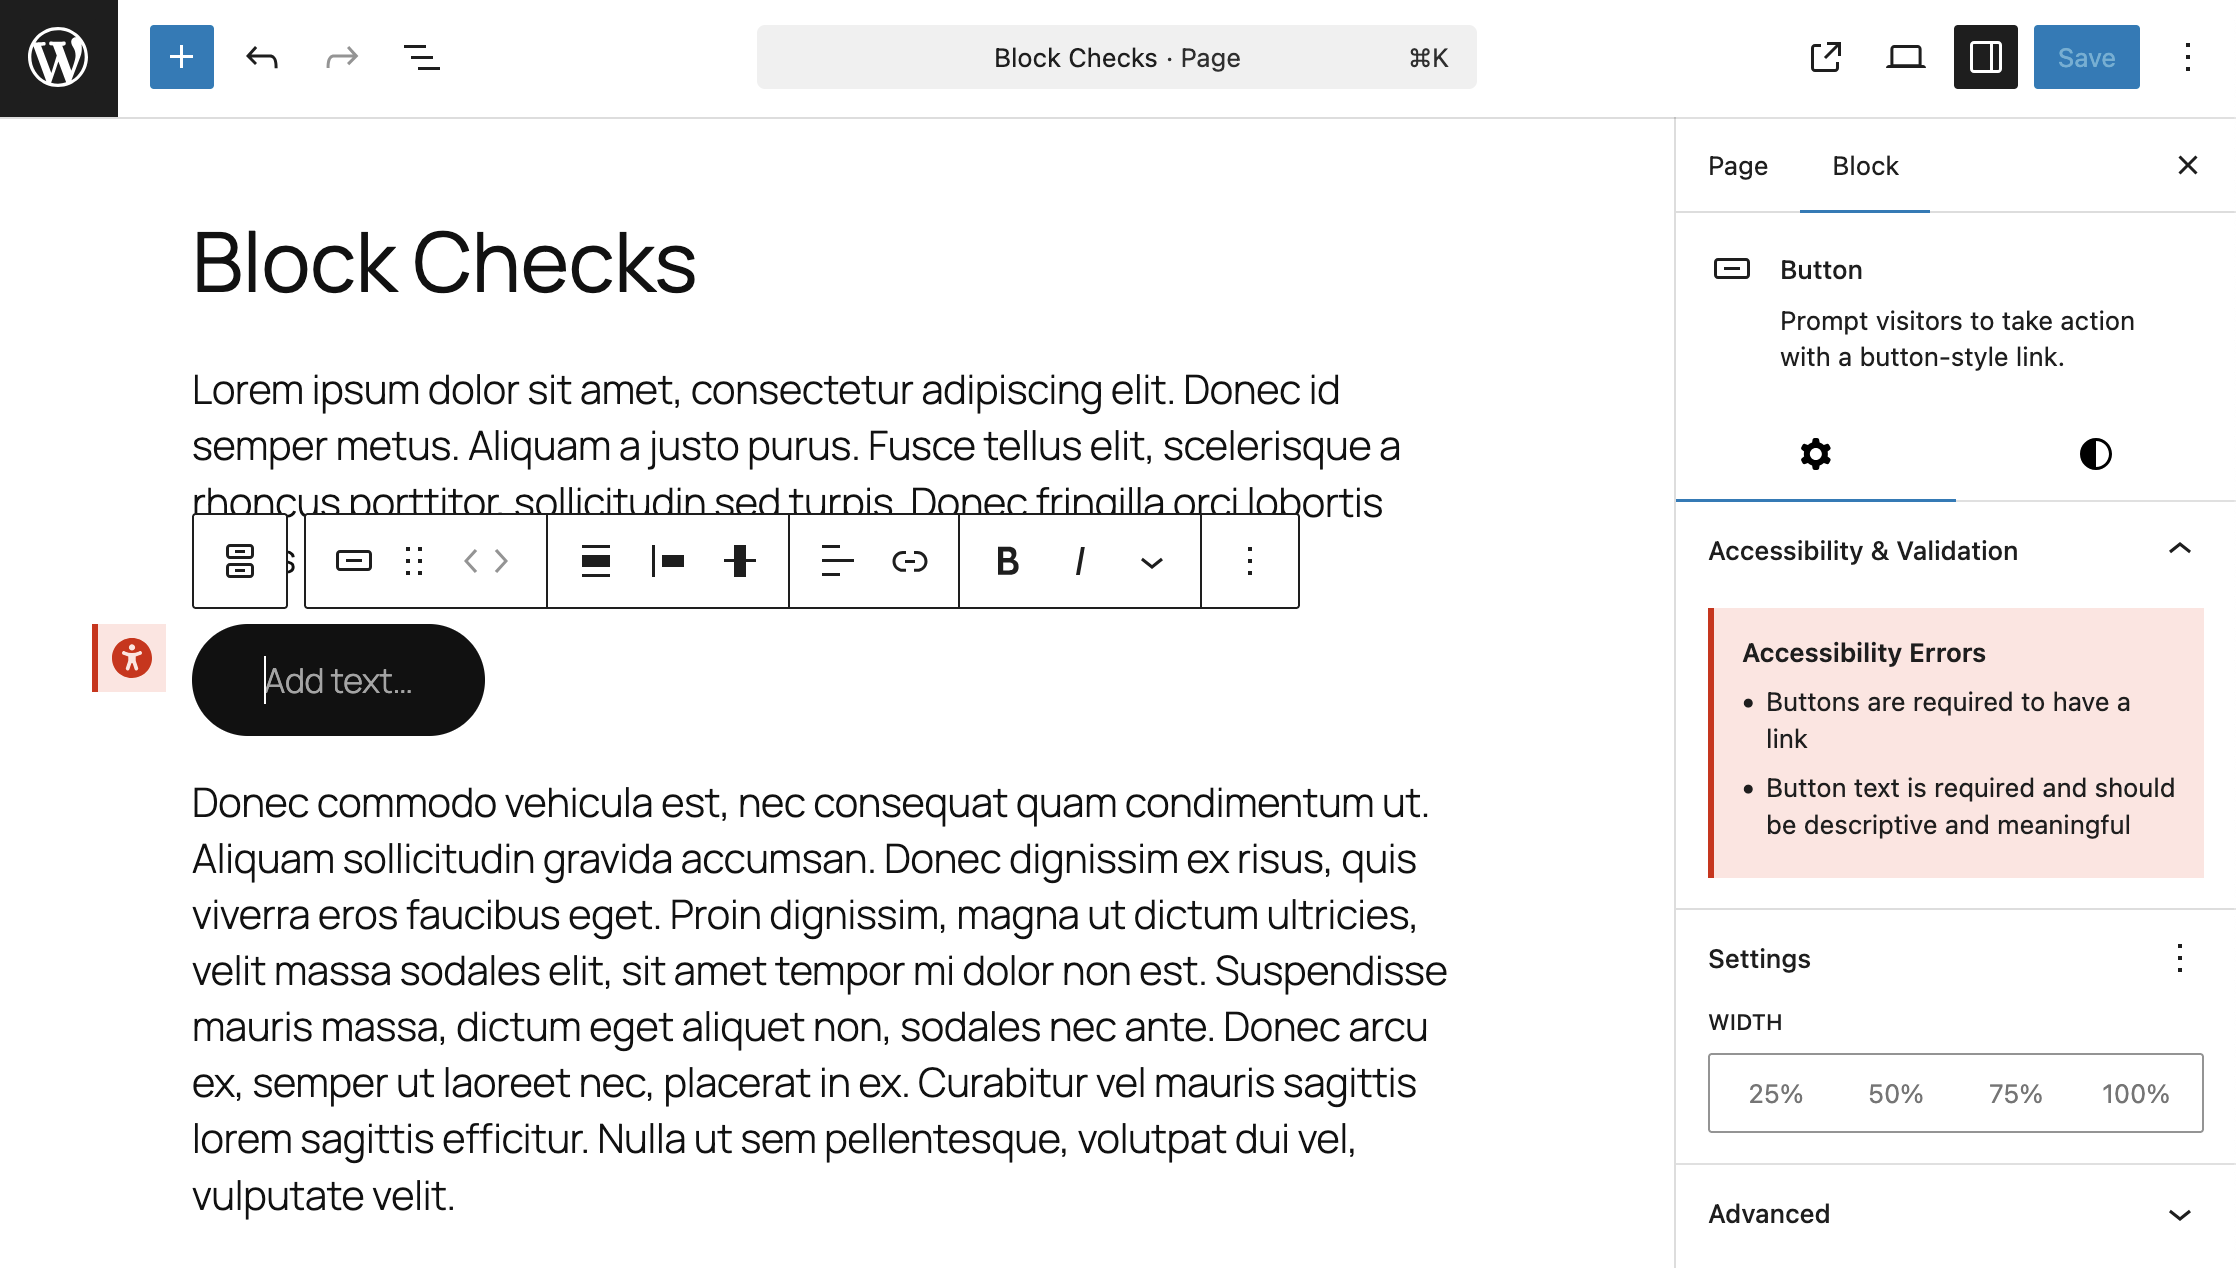 Block Checks · Page
⌘K
Save
Block Checks
Lorem ipsum dolor sit amet, consectetur adipiscing elit. Donec id
semper metus. Aliquam a justo purus. Fusce tellus elit, scelerisque a
rhoncus porttitor, sollicitudin sed turpis. Donec fringilla orci lobortis
B I
Add text...
Donec commodo vehicula est, nec consequat quam condimentum ut.
Aliquam sollicitudin gravida accumsan. Donec dignissim ex risus, quis
viverra eros faucibus eget. Proin dignissim, magna ut dictum ultricies,
velit massa sodales elit, sit amet tempor mi dolor non est. Suspendisse
mauris massa, dictum eget aliquet non, sodales nec ante. Donec arcu
ex, semper ut laoreet nec, placerat in ex. Curabitur vel mauris sagittis
lorem sagittis efficitur. Nulla ut sem pellentesque, volutpat dui vel,
vulputate velit.
Page
Block
Button
Prompt visitors to take action
with a button-style link.
Accessibility & Validation
Accessibility Errors
• Buttons are required to have a
link
• Button text is required and should
be descriptive and meaningful
Settings
WIDTH
25% 50% 75% 100%
Advanced